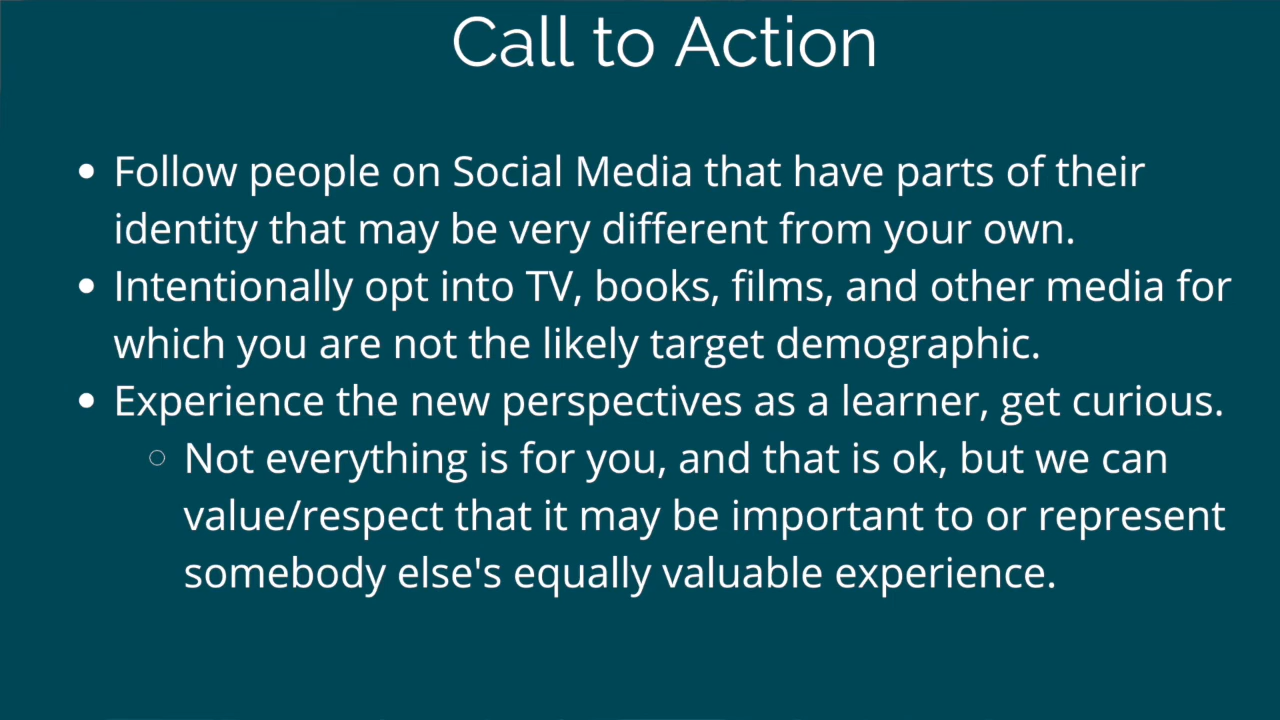 Call to Action
• Follow people on Social Media that have parts of their
identity that may be very different from your own.
• Intentionally opt into TV, books, films, and other media for
which you are not the likely target demographic.
• Experience the new perspectives as a learner, get curious.
○ Not everything is for you, and that is ok, but we can
value/respect that it may be important to or represent
somebody else's equally valuable experience.